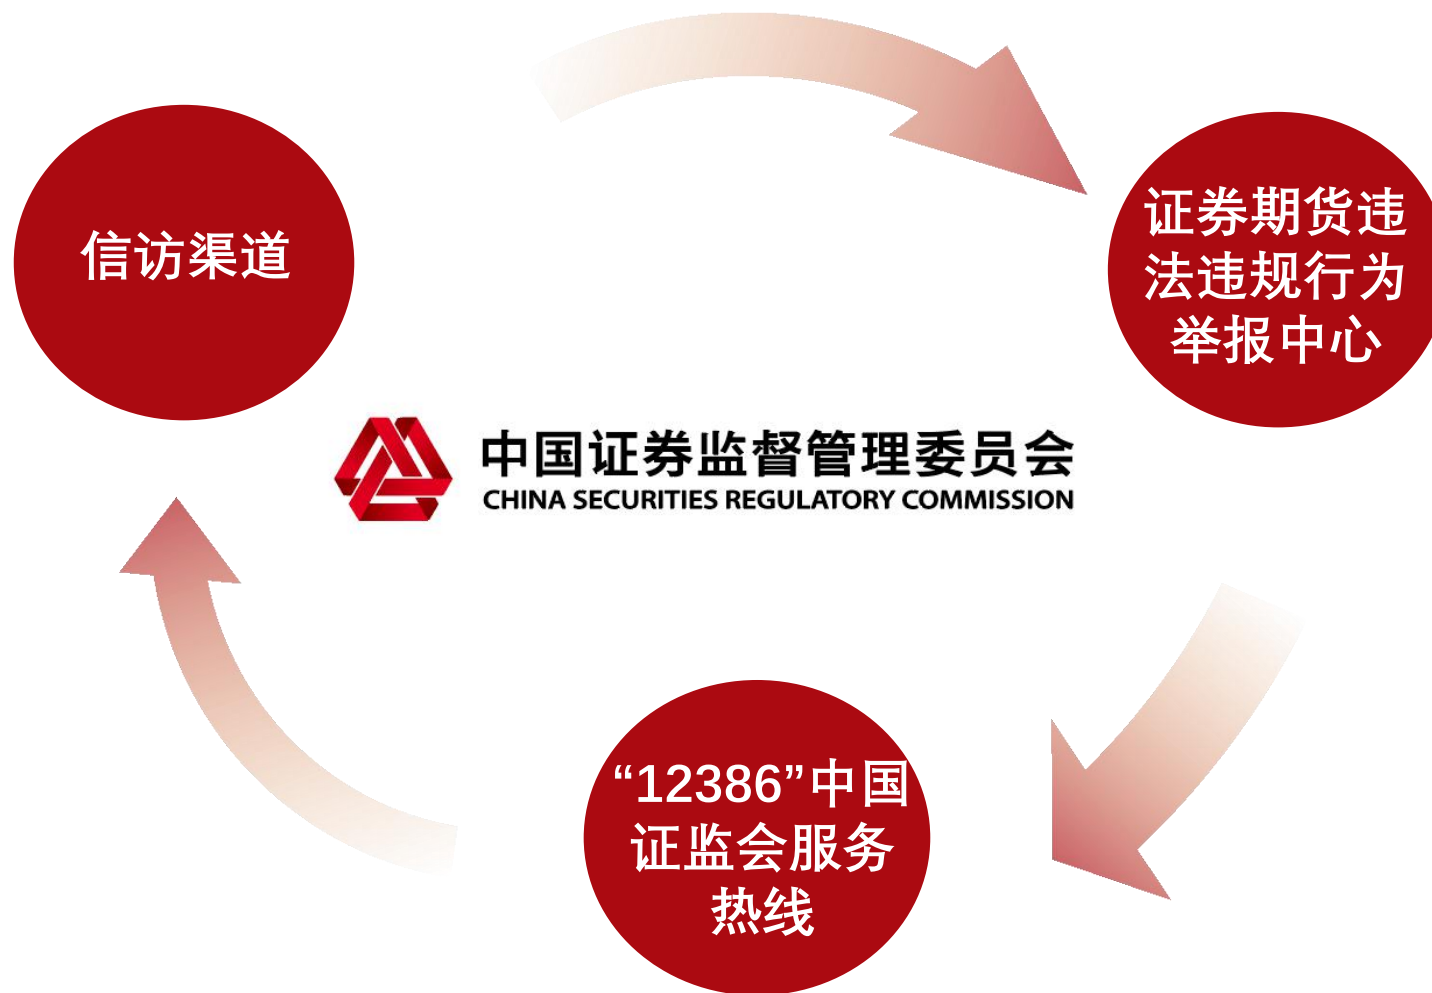 信访渠道
证券期货违
法违规行为
举报中心
中国证券监督管理委员会
CHINA SECURITIES REGULATORY COMMISSION
“12386”中国
证监会服务
热线